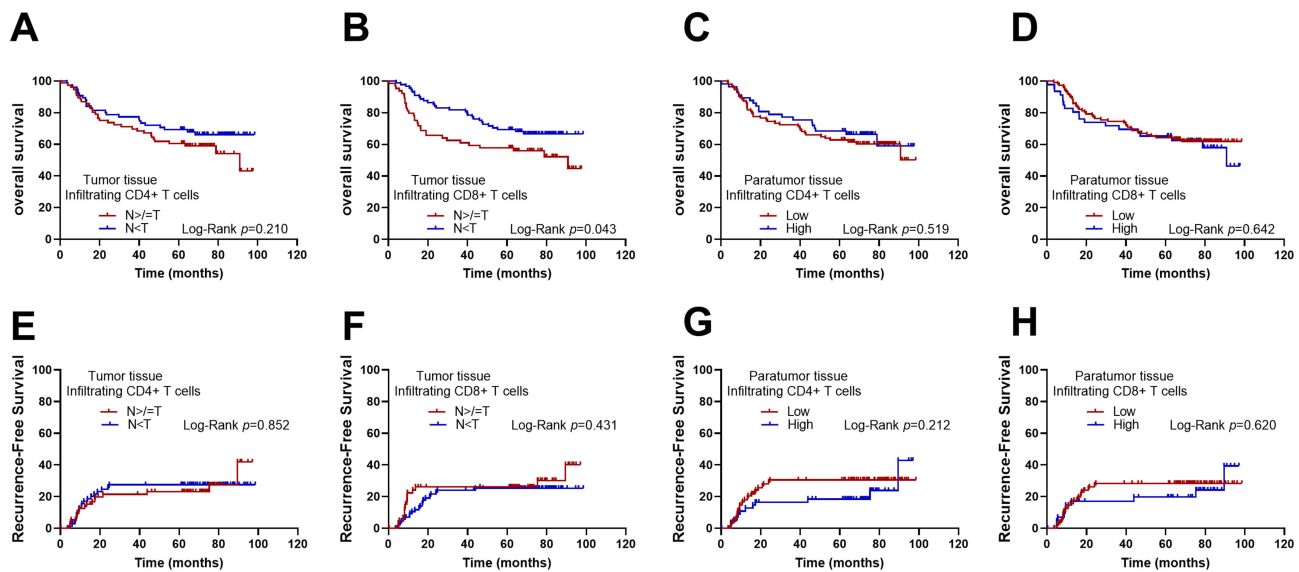 A
overall survival
100
80
60
40
20
0
Tumor tissue
Infiltrating CD4+ T cells
N>/=T
N<T
Log-Rank p=0.210
0 20 40 60 80 100 120
Time (months)
B
overall survival
100
80
60
40
20
0
Tumor tissue
Infiltrating CD8+ T cells
N>/=T
N<T
Log-Rank p=0.043
0 20 40 60 80 100 120
Time (months)
C
overall survival
100
80
60
40
20
0
Paratumor tissue
Infiltrating CD4+ T cells
Low
High
Log-Rank p=0.519
0 20 40 60 80 100 120
Time (months)
D
overall survival
100
80
60
40
20
0
Paratumor tissue
Infiltrating CD8+ T cells
Low
High
Log-Rank p=0.642
0 20 40 60 80 100 120
Time (months)
E
Recurrence-Free Survival
100
80
60
40
20
0
Tumor tissue
Infiltrating CD4+ T cells
N>/=T
N<T
Log-Rank p=0.852
0 20 40 60 80 100 120
Time (months)
F
Recurrence-Free Survival
100
80
60
40
20
0
Tumor tissue
Infiltrating CD8+ T cells
N>/=T
N<T
Log-Rank p=0.431
0 20 40 60 80 100 120
Time (months)
G
Recurrence-Free Survival
100
80
60
40
20
0
Paratumor tissue
Infiltrating CD4+ T cells
Low
High
Log-Rank p=0.212
0 20 40 60 80 100 120
Time (months)
H
Recurrence-Free Survival
100
80
60
40
20
0
Paratumor tissue
Infiltrating CD8+ T cells
Low
High
Log-Rank p=0.620
0 20 40 60 80 100 120
Time (months)